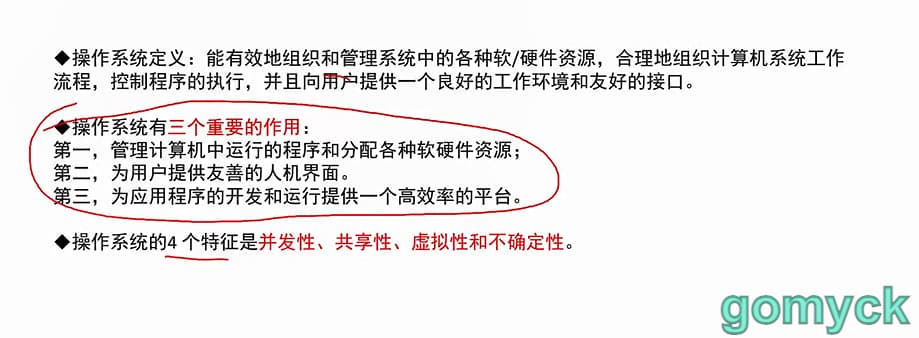 ◆操作系统定义：能有效地组织和管理系统中的各种软/硬件资源，合理地组织计算机系统工作
流程，控制程序的执行，并且向用户提供一个良好的工作环境和友好的接口。
◆操作系统有三个重要的作用：
第一，管理计算机中运行的程序和分配各种软硬件资源；
第二，为用户提供友善的人机界面。
第三，为应用程序的开发和运行提供一个高效率的平台。
◆操作系统的4 个特征是并发性、共享性、虚拟性和不确定性。
gomyck